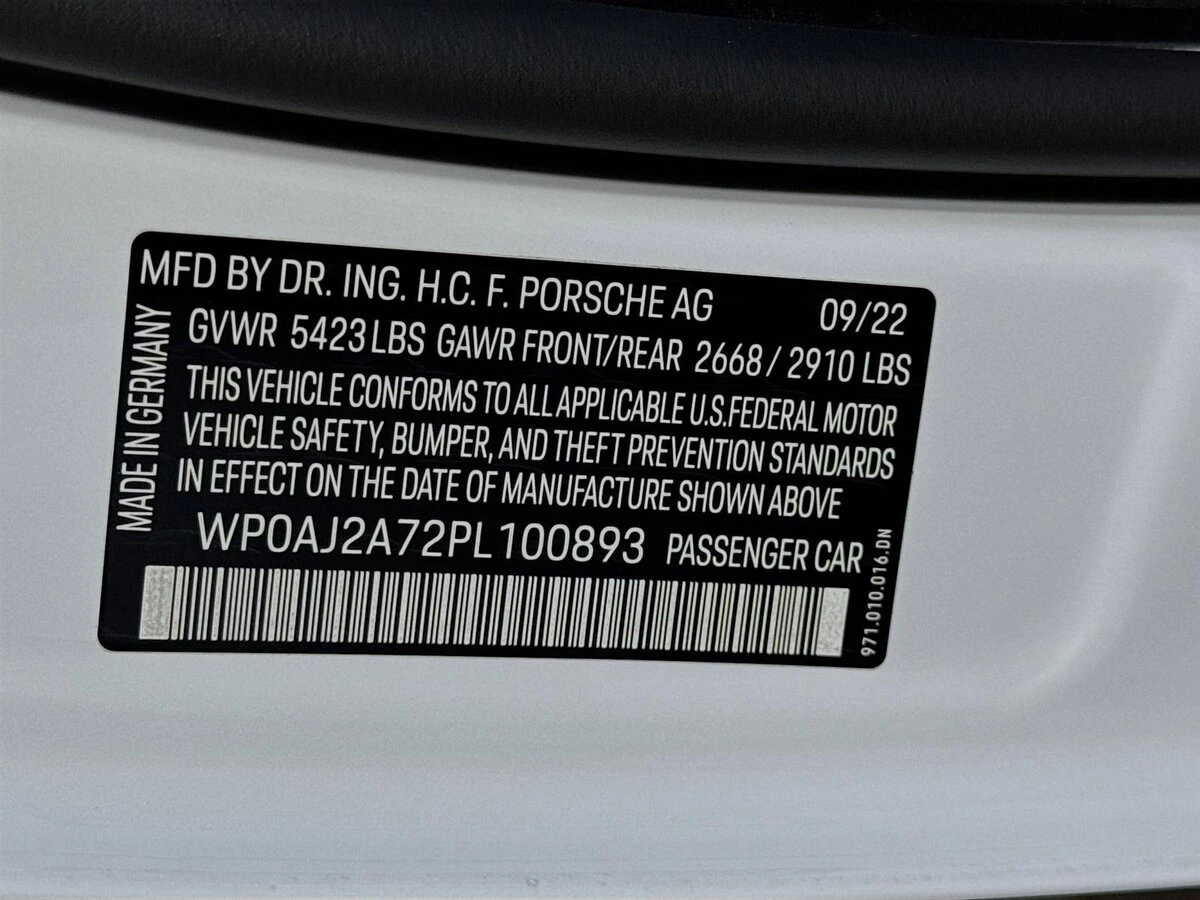 MFD BY DR. ING. H.C. F. PORSCHE AG 09/22
GVWR 5423 LBS GAWR FRONT/REAR 2668 / 2910 LBS
THIS VEHICLE CONFORMS TO ALL APPLICABLE U.S.FEDERAL MOTOR
VEHICLE SAFETY, BUMPER, AND THEFT PREVENTION STANDARDS
IN EFFECT ON THE DATE OF MANUFACTURE SHOWN ABOVE
WP0AJ2A72PL100893 PASSENGER CAR
MADE IN GERMANY
971.010.016.DN